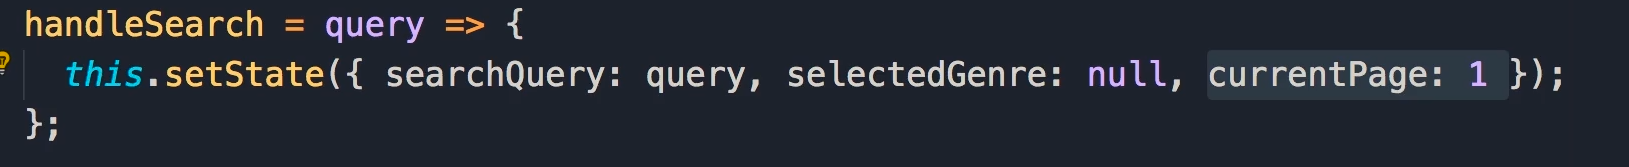 handleSearch = query => {
  this.setState({ searchQuery: query, selectedGenre: null, currentPage: 1 });
};